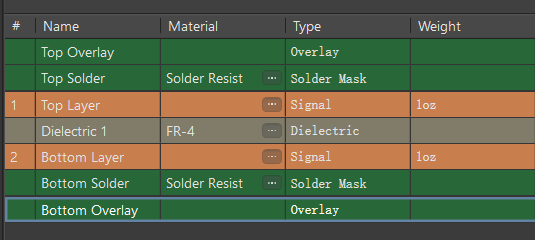 # Name Material Type Weight
Top Overlay Overlay
Top Solder Solder Resist ... Solder Mask
1 Top Layer ... Signal 1oz
Dielectric 1 FR-4 ... Dielectric
2 Bottom Layer ... Signal 1oz
Bottom Solder Solder Resist ... Solder Mask
Bottom Overlay Overlay